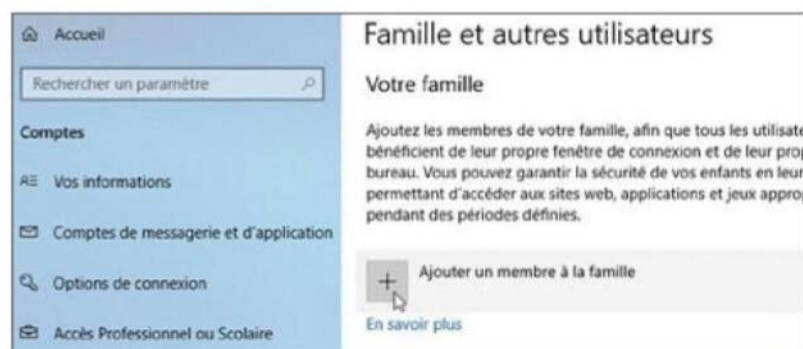 Accueil
Rechercher un paramètre
Comptes
Vos informations
Comptes de messagerie et d'application
Options de connexion
Accès Professionnel ou Scolaire
Famille et autres utilisateurs
Votre famille
Ajoutez les membres de votre famille, afin que tous les utilisate
bénéficient de leur propre fenêtre de connexion et de leur prop
bureau. Vous pouvez garantir la sécurité de vos enfants en leur
permettant d'accéder aux sites web, applications et jeux approp
pendant des périodes définies.
Ajouter un membre à la famille
En savoir plus